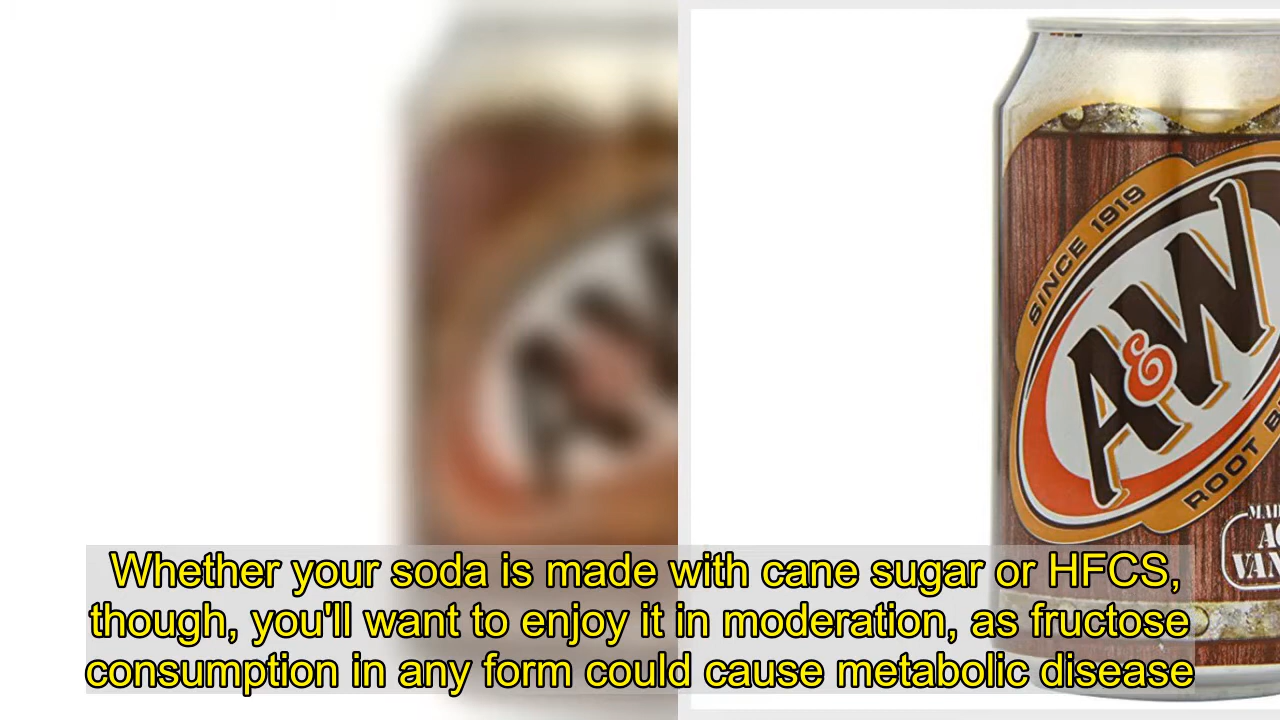 SINCE 1919
A&W
ROOT B
Whether your soda is made with cane sugar or HFCS,
though, you'll want to enjoy it in moderation, as fructose
consumption in any form could cause metabolic disease